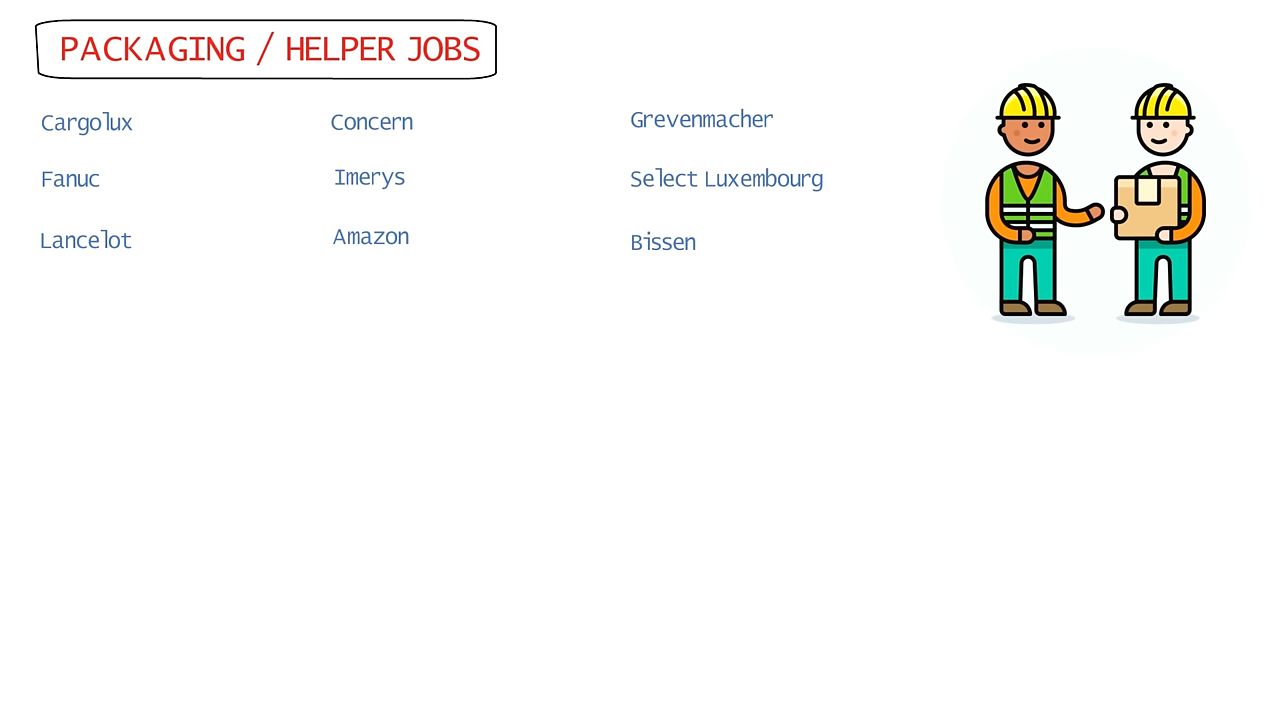 PACKAGING / HELPER JOBS
Cargolux
Concern
Grevenmacher
Fanuc
Imerys
Select Luxembourg
Lancelot
Amazon
Bissen